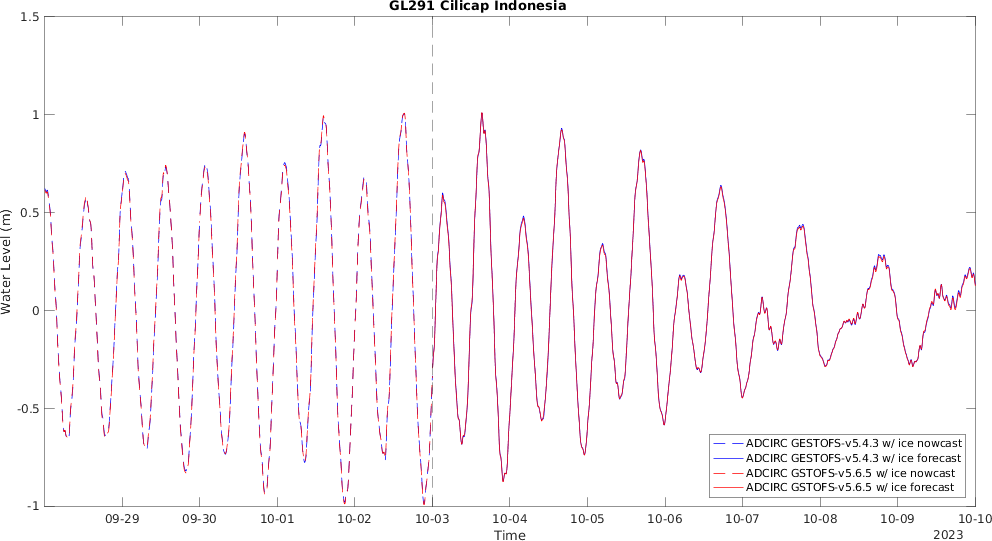 GL291 Cilicap Indonesia
1.5
1
0.5
0
-0.5
-1
Water Level (m)
ADCIRC GESTOFS-v5.4.3 w/ ice nowcast
ADCIRC GESTOFS-v5.4.3 w/ ice forecast
ADCIRC GSTOFS-v5.6.5 w/ ice nowcast
ADCIRC GSTOFS-v5.6.5 w/ ice forecast
09-29 09-30 10-01 10-02 10-03 10-04 10-05 10-06 10-07 10-08 10-09 10-10
Time
2023